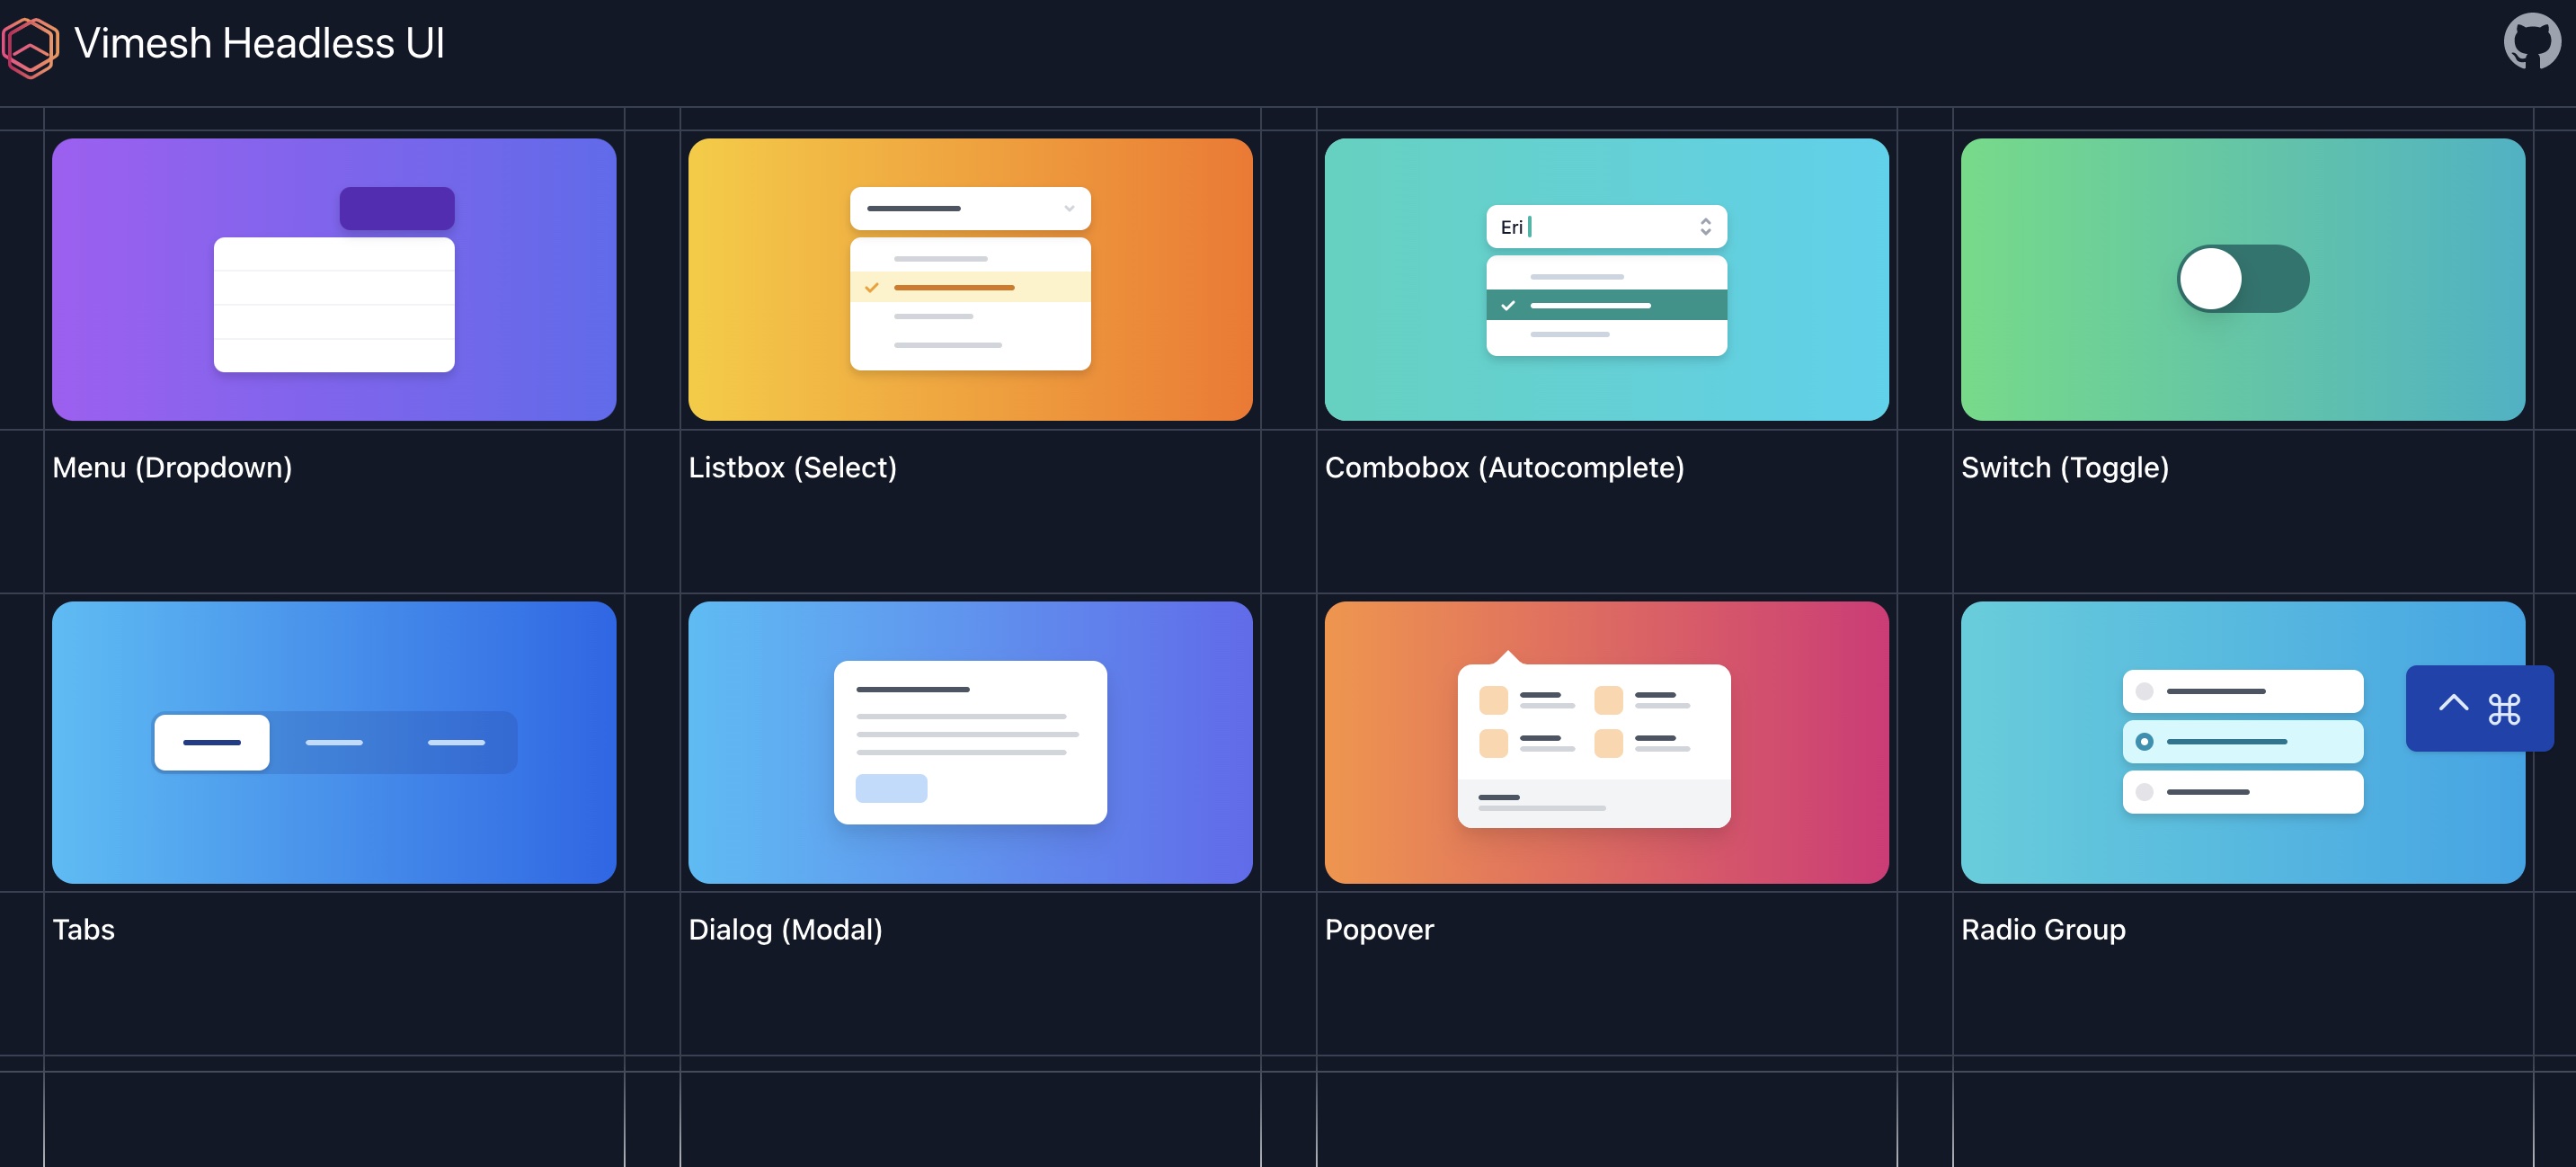 Vimesh Headless UI
Eri
Menu (Dropdown)
Listbox (Select)
Combobox (Autocomplete)
Switch (Toggle)
⌘
Tabs
Dialog (Modal)
Popover
Radio Group